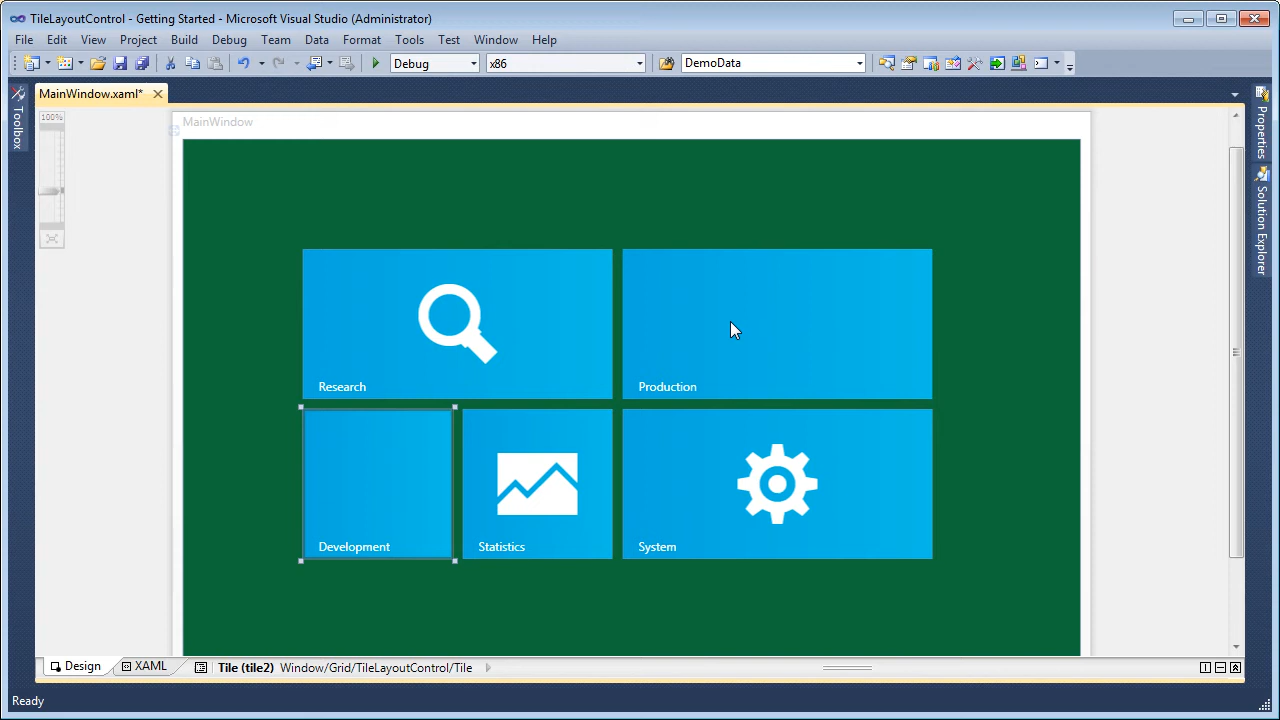 TileLayoutControl - Getting Started - Microsoft Visual Studio (Administrator)
File Edit View Project Build Debug Team Data Format Tools Test Window Help
Debug x86 DemoData
MainWindow.xaml*
Toolbox
100%
MainWindow
Research
Production
Development
Statistics
System
Properties
Solution Explorer
Design XAML Tile (tile2) Window/Grid/TileLayoutControl/Tile
Ready